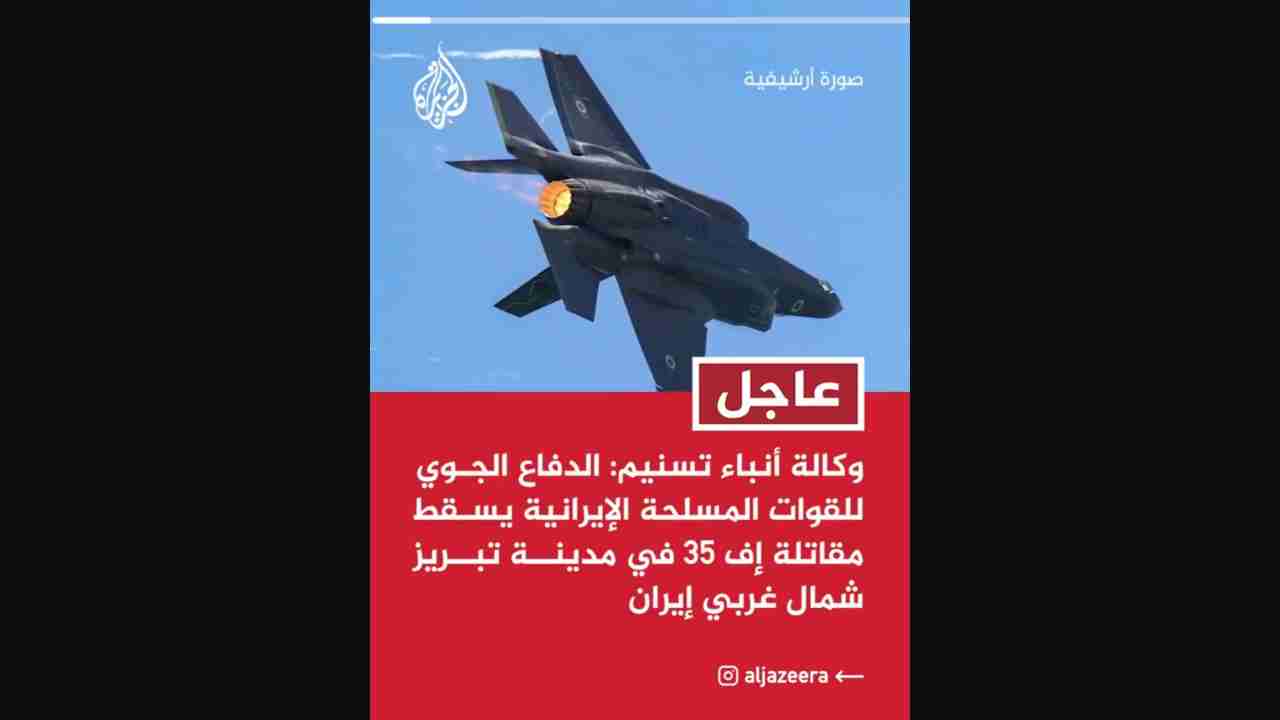 صورة أرشيفية
الجزيرة
عاجل
وكالة أنباء تسنيم: الدفاع الجوي
للقوات المسلحة الإيرانية يسقط
مقاتلة إف 35 في مدينة تبريز
شمال غربي إيران
aljazeera